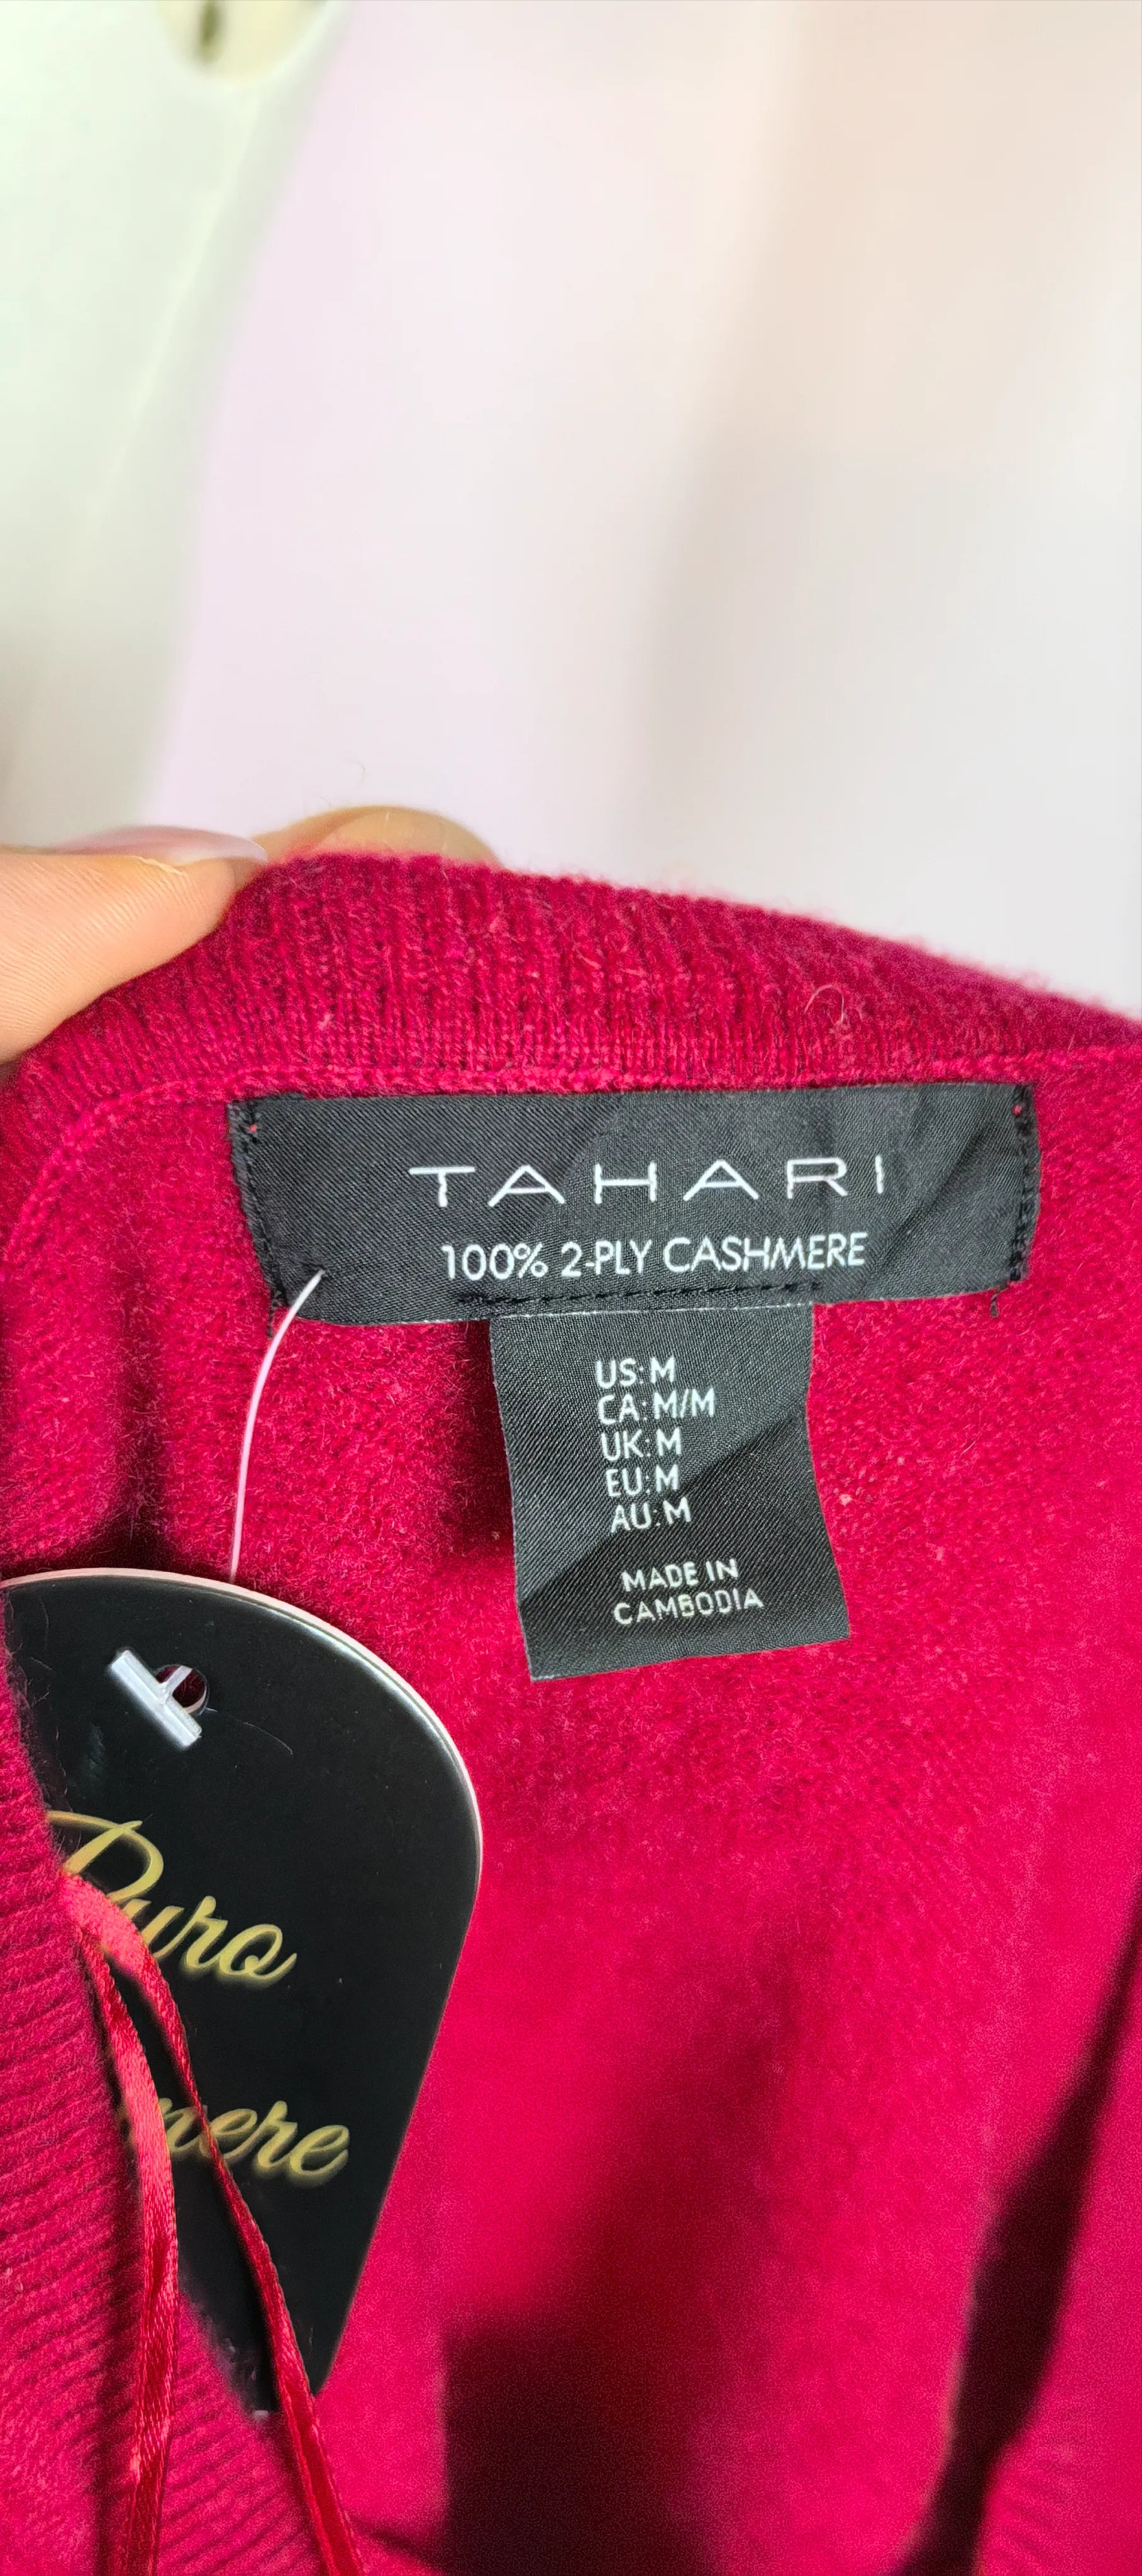 TAHARI
100% 2-PLY CASHMERE
US: M
CA: M/M
UK: M
EU: M
AU: M
MADE IN
CAMBODIA
Puro